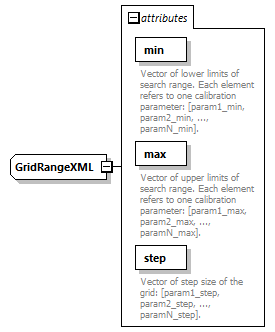 attributes
min
Vector of lower limits of
search range. Each element
refers to one calibration
parameter: [param1_min,
param2_min, ...,
paramN_min].
GridRangeXML
max
Vector of upper limits of
search range. Each element
refers to one calibration
parameter: [param1_max,
param2_max, ...,
paramN_max].
step
Vector of step size of the
grid: [param1_step,
param2_step, ...,
paramN_step].